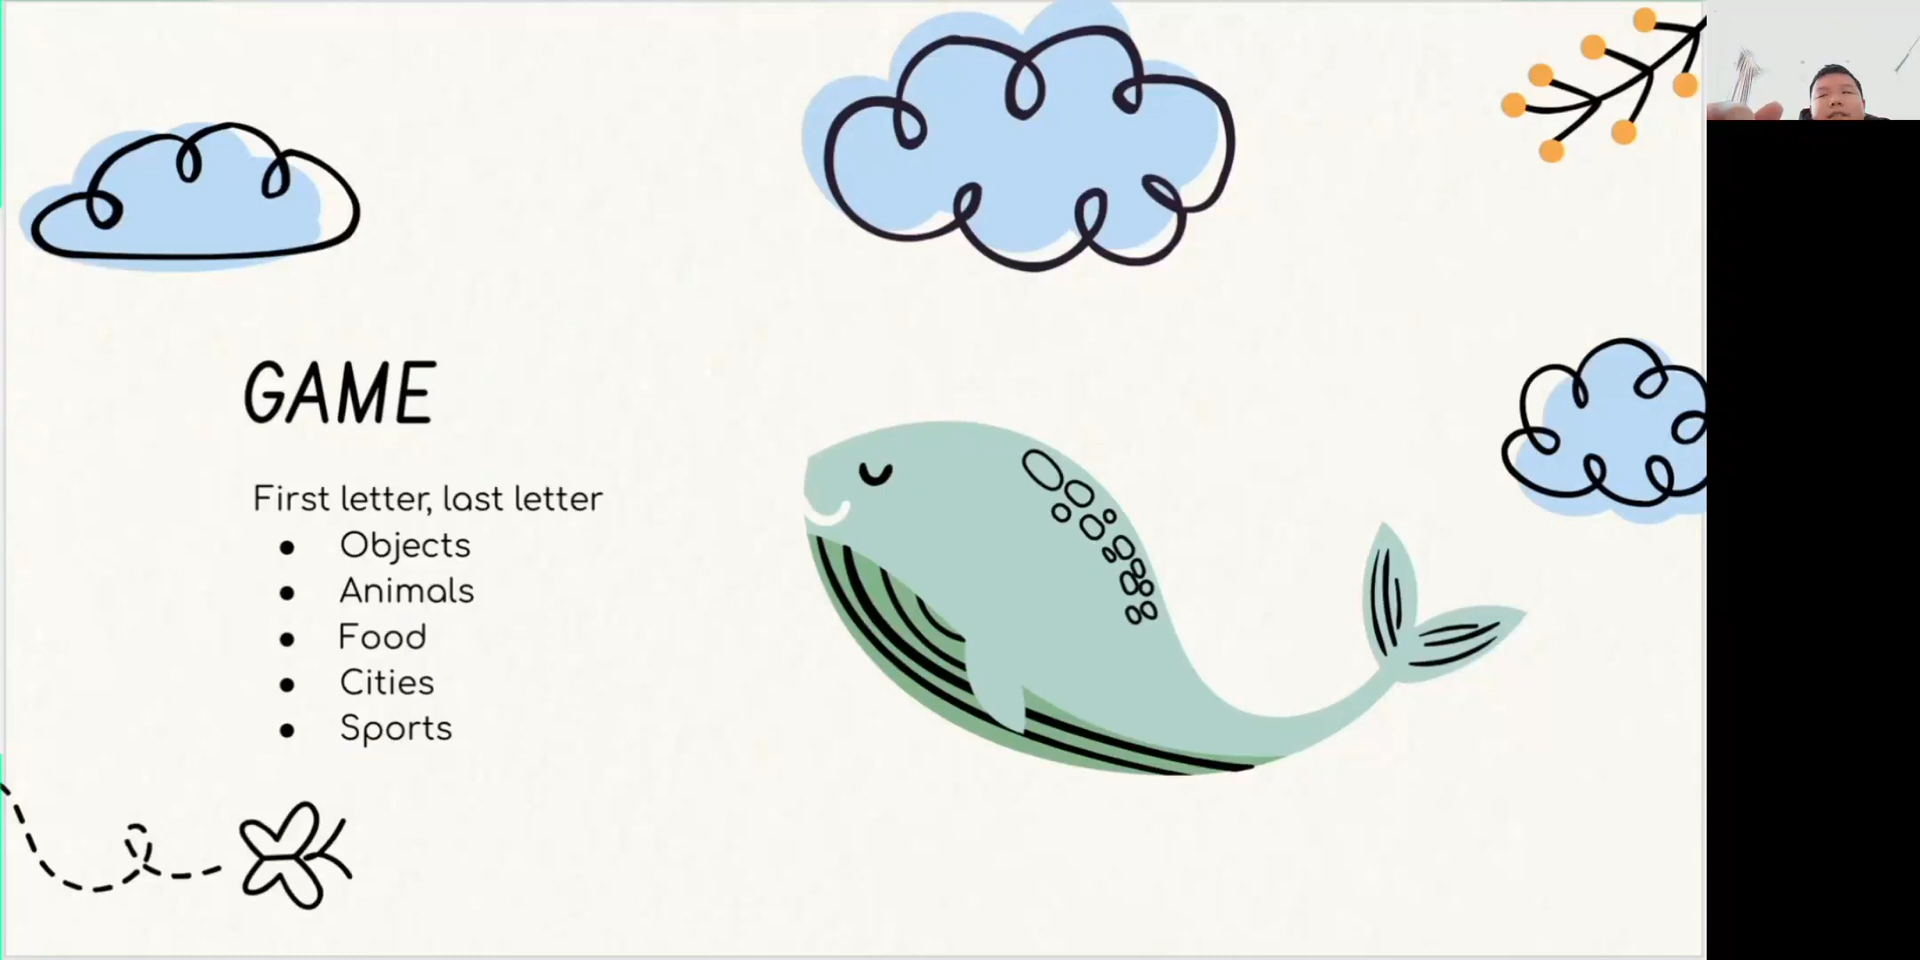 GAME
First letter, last letter
● Objects
● Animals
● Food
● Cities
● Sports